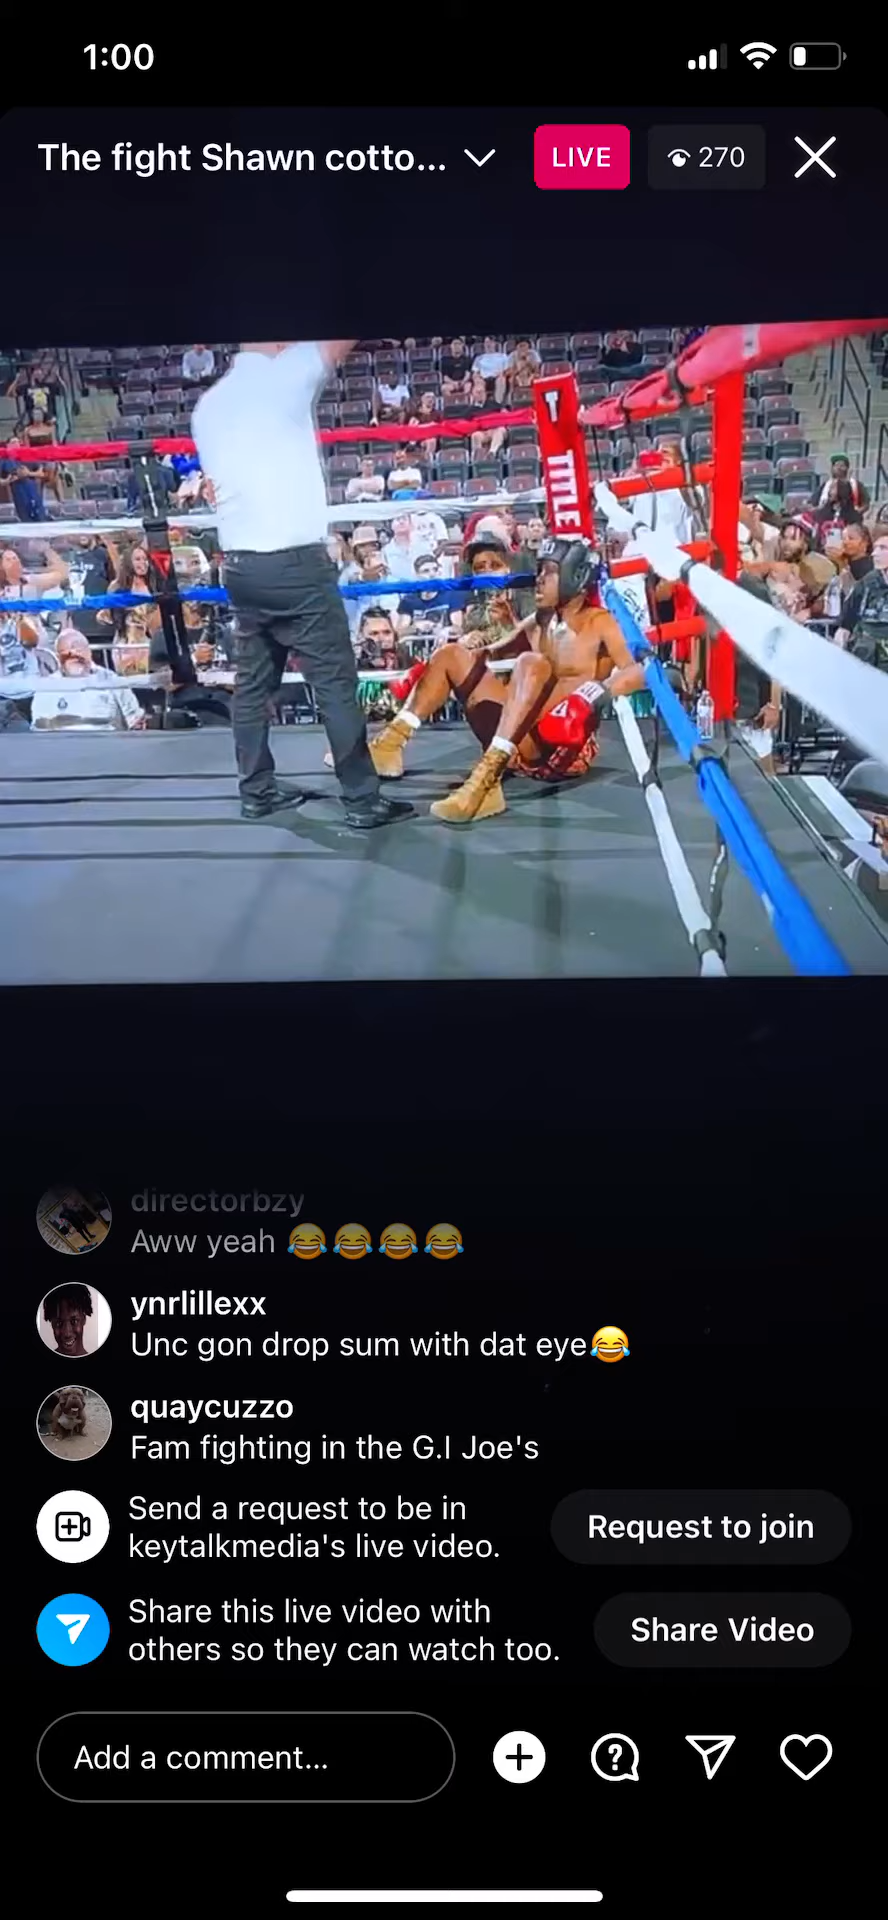 1:00
The fight Shawn cotto...
LIVE
270
T
TITLE
directorbzy
Aww yeah 😂😂😂😂
ynrlillexx
Unc gon drop sum with dat eye😂
quaycuzzo
Fam fighting in the G.I Joe's
Send a request to be in
keytalkmedia's live video.
Request to join
Share this live video with
others so they can watch too.
Share Video
Add a comment...